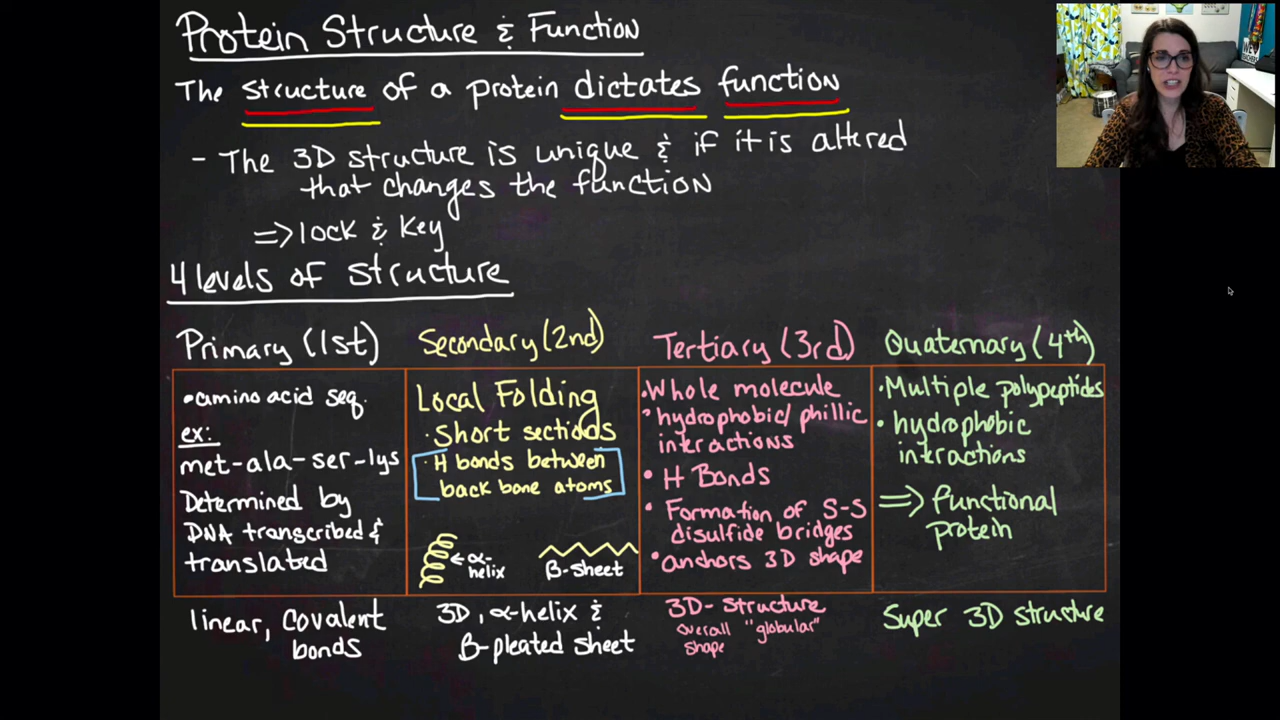 Protein Structure & Function
The structure of a protein dictates function
- The 3D structure is unique & if it is altered
that changes the function
⇒ lock & key
4 levels of structure
Primary (1st)
•amino acid seq.
ex:
met-ala-ser-lys
Determined by
DNA transcribed &
translated
linear, covalent
bonds
Secondary (2nd)
Local Folding
•Short sections
•H bonds between
back bone atoms
←α-
helix
β-sheet
3D, α-helix &
β-pleated sheet
Tertiary (3rd)
•Whole molecule
•hydrophobic/phillic
interactions
•H Bonds
•Formation of S-S
disulfide bridges
•anchors 3D shape
3D-structure
overall "globular"
shape
Quaternary (4th)
•Multiple polypeptides
•hydrophobic
interactions
⇒ functional
protein
Super 3D structure